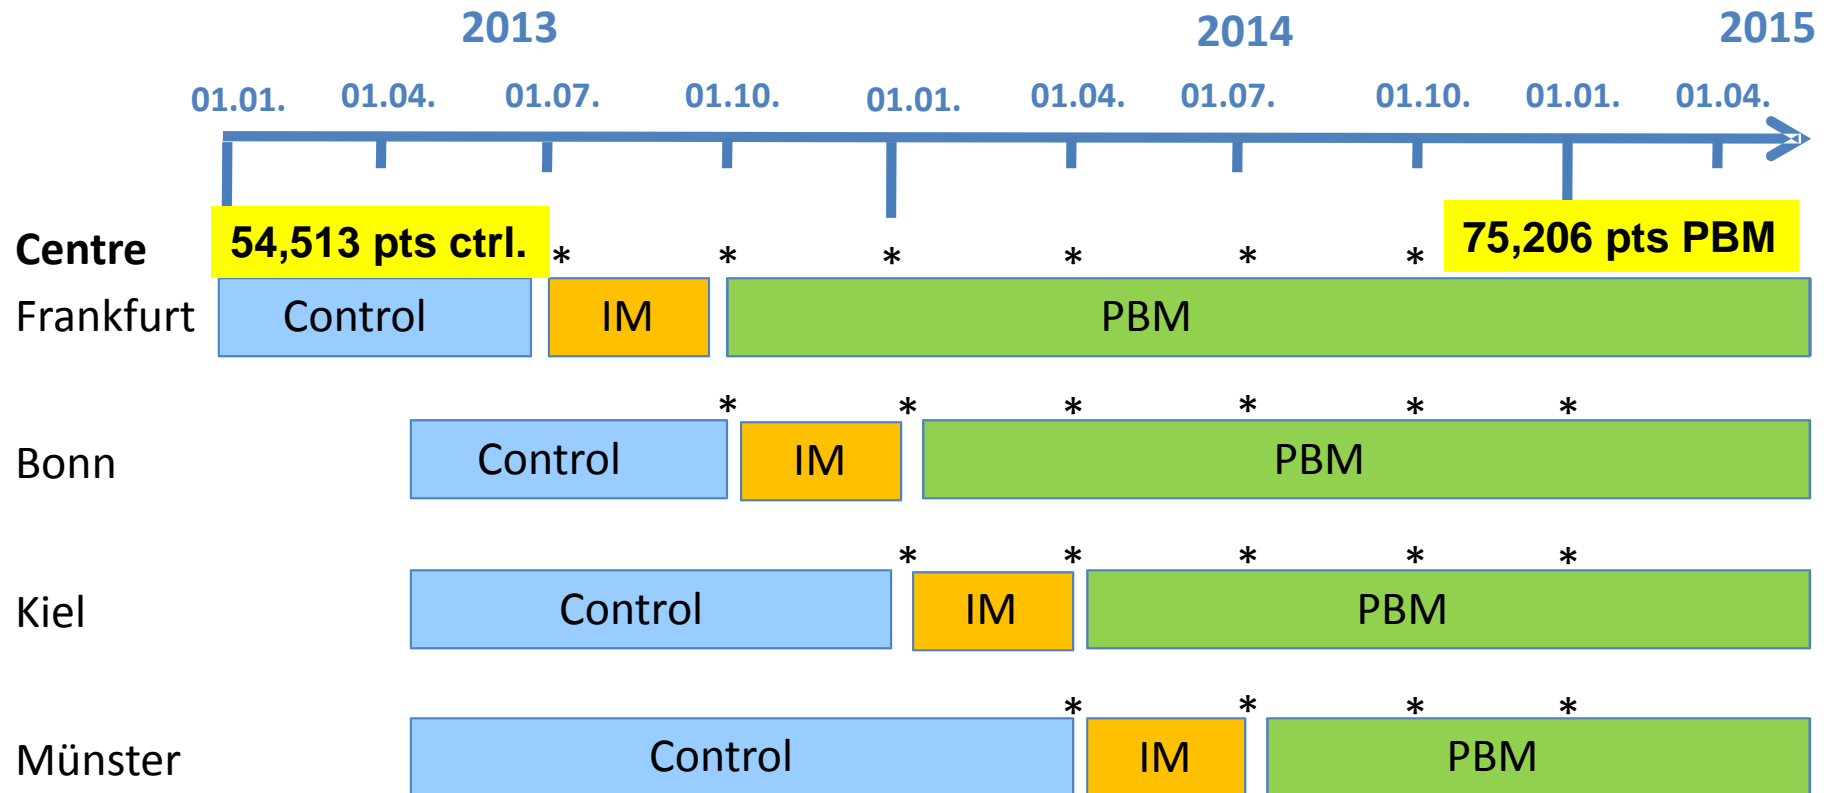 2013 2014 2015
01.01. 01.04. 01.07. 01.10. 01.01. 01.04. 01.07. 01.10. 01.01. 01.04.
Centre 54,513 pts ctrl. * * * * * * 75,206 pts PBM
Frankfurt Control IM PBM
* * * * * *
Bonn Control IM PBM
* * * * *
Kiel Control IM PBM
* * * *
Münster Control IM PBM